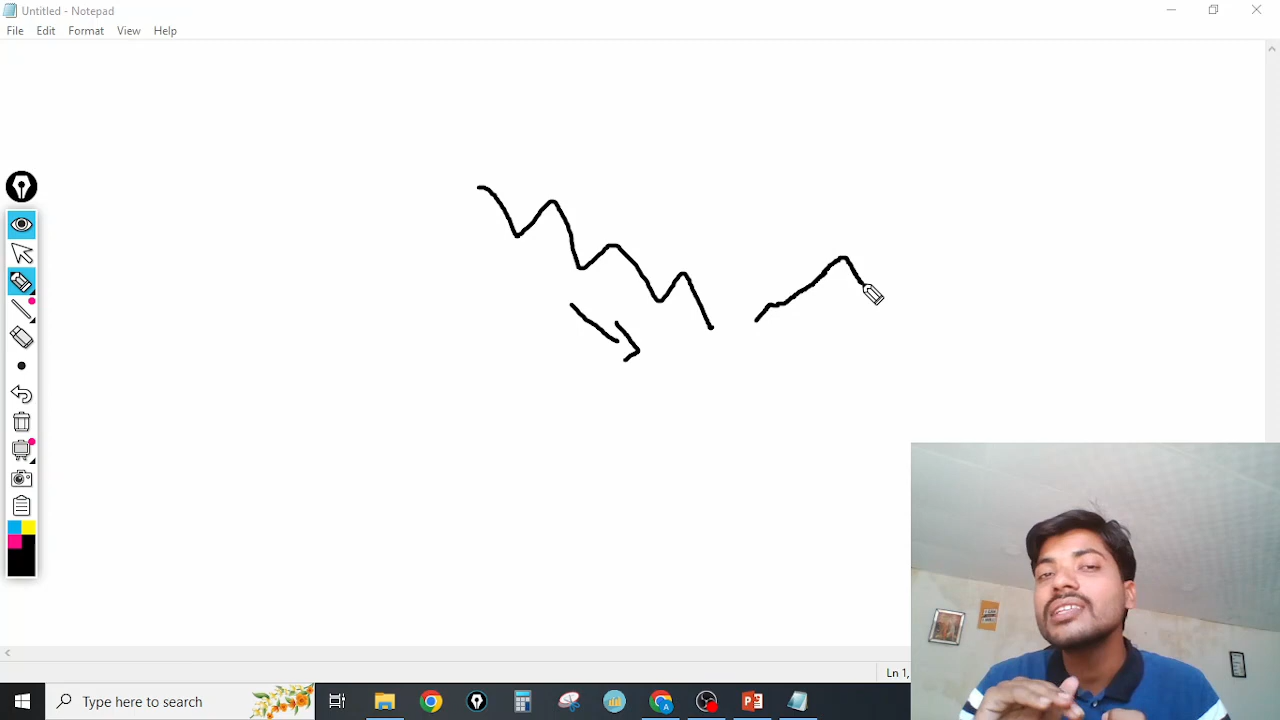 Untitled - Notepad
File Edit Format View Help
Ln 1,
Type here to search